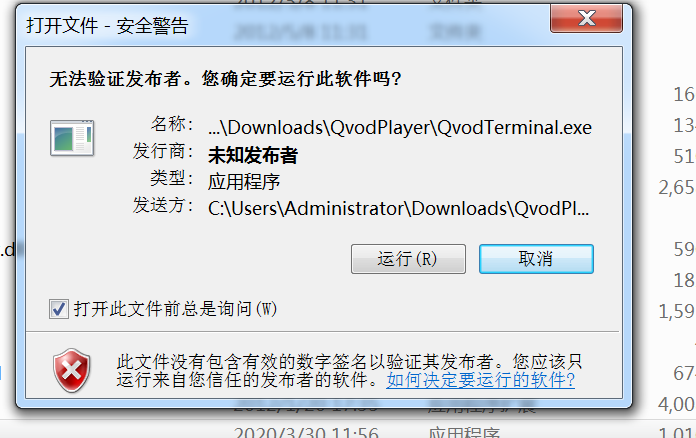 打开文件 - 安全警告
无法验证发布者。您确定要运行此软件吗?
名称: ...\Downloads\QvodPlayer\QvodTerminal.exe
发行商: 未知发布者
类型: 应用程序
发送方: C:\Users\Administrator\Downloads\QvodPl...
运行(R) 取消
打开此文件前总是询问(W)
此文件没有包含有效的数字签名以验证其发布者。您应该只
运行来自您信任的发布者的软件。如何决定要运行的软件?
2020/3/30 11:56 应用程序
16
134
51
2,65
59
18
1,59
674
4,00
1,01